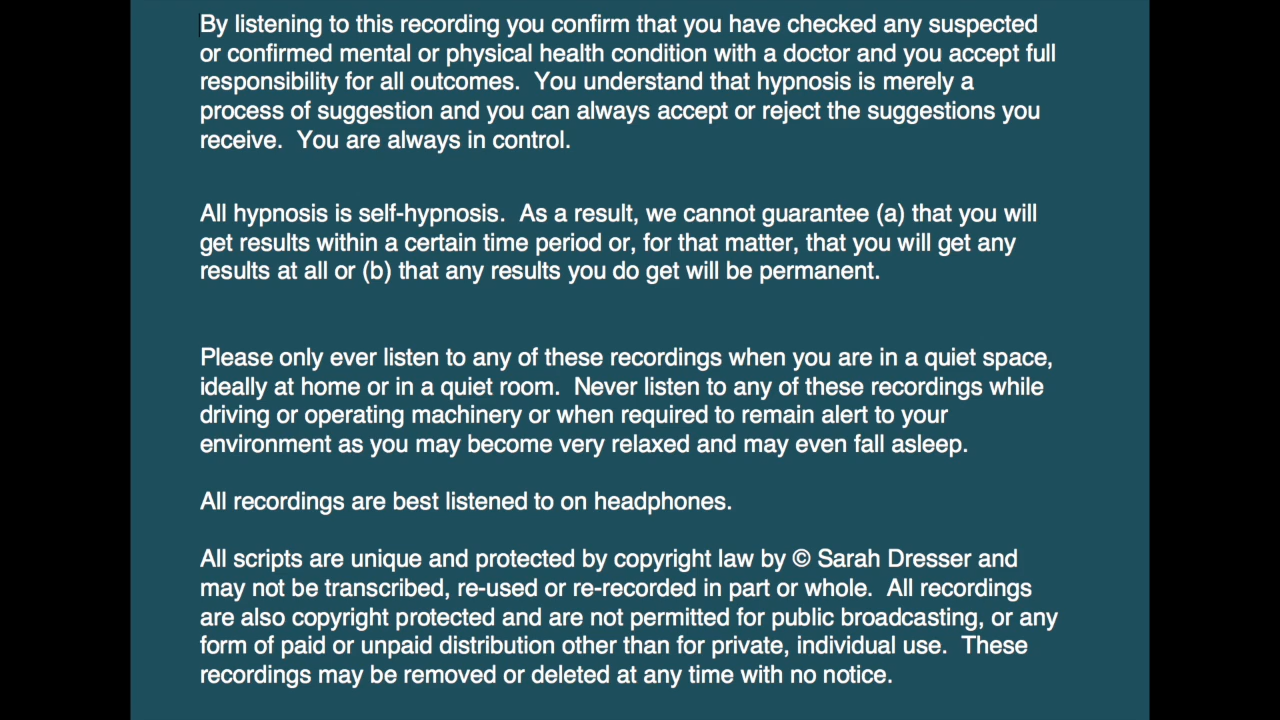 By listening to this recording you confirm that you have checked any suspected
or confirmed mental or physical health condition with a doctor and you accept full
responsibility for all outcomes.  You understand that hypnosis is merely a
process of suggestion and you can always accept or reject the suggestions you
receive.  You are always in control.
All hypnosis is self-hypnosis.  As a result, we cannot guarantee (a) that you will
get results within a certain time period or, for that matter, that you will get any
results at all or (b) that any results you do get will be permanent.
Please only ever listen to any of these recordings when you are in a quiet space,
ideally at home or in a quiet room.  Never listen to any of these recordings while
driving or operating machinery or when required to remain alert to your
environment as you may become very relaxed and may even fall asleep.
All recordings are best listened to on headphones.
All scripts are unique and protected by copyright law by © Sarah Dresser and
may not be transcribed, re-used or re-recorded in part or whole.  All recordings
are also copyright protected and are not permitted for public broadcasting, or any
form of paid or unpaid distribution other than for private, individual use.  These
recordings may be removed or deleted at any time with no notice.